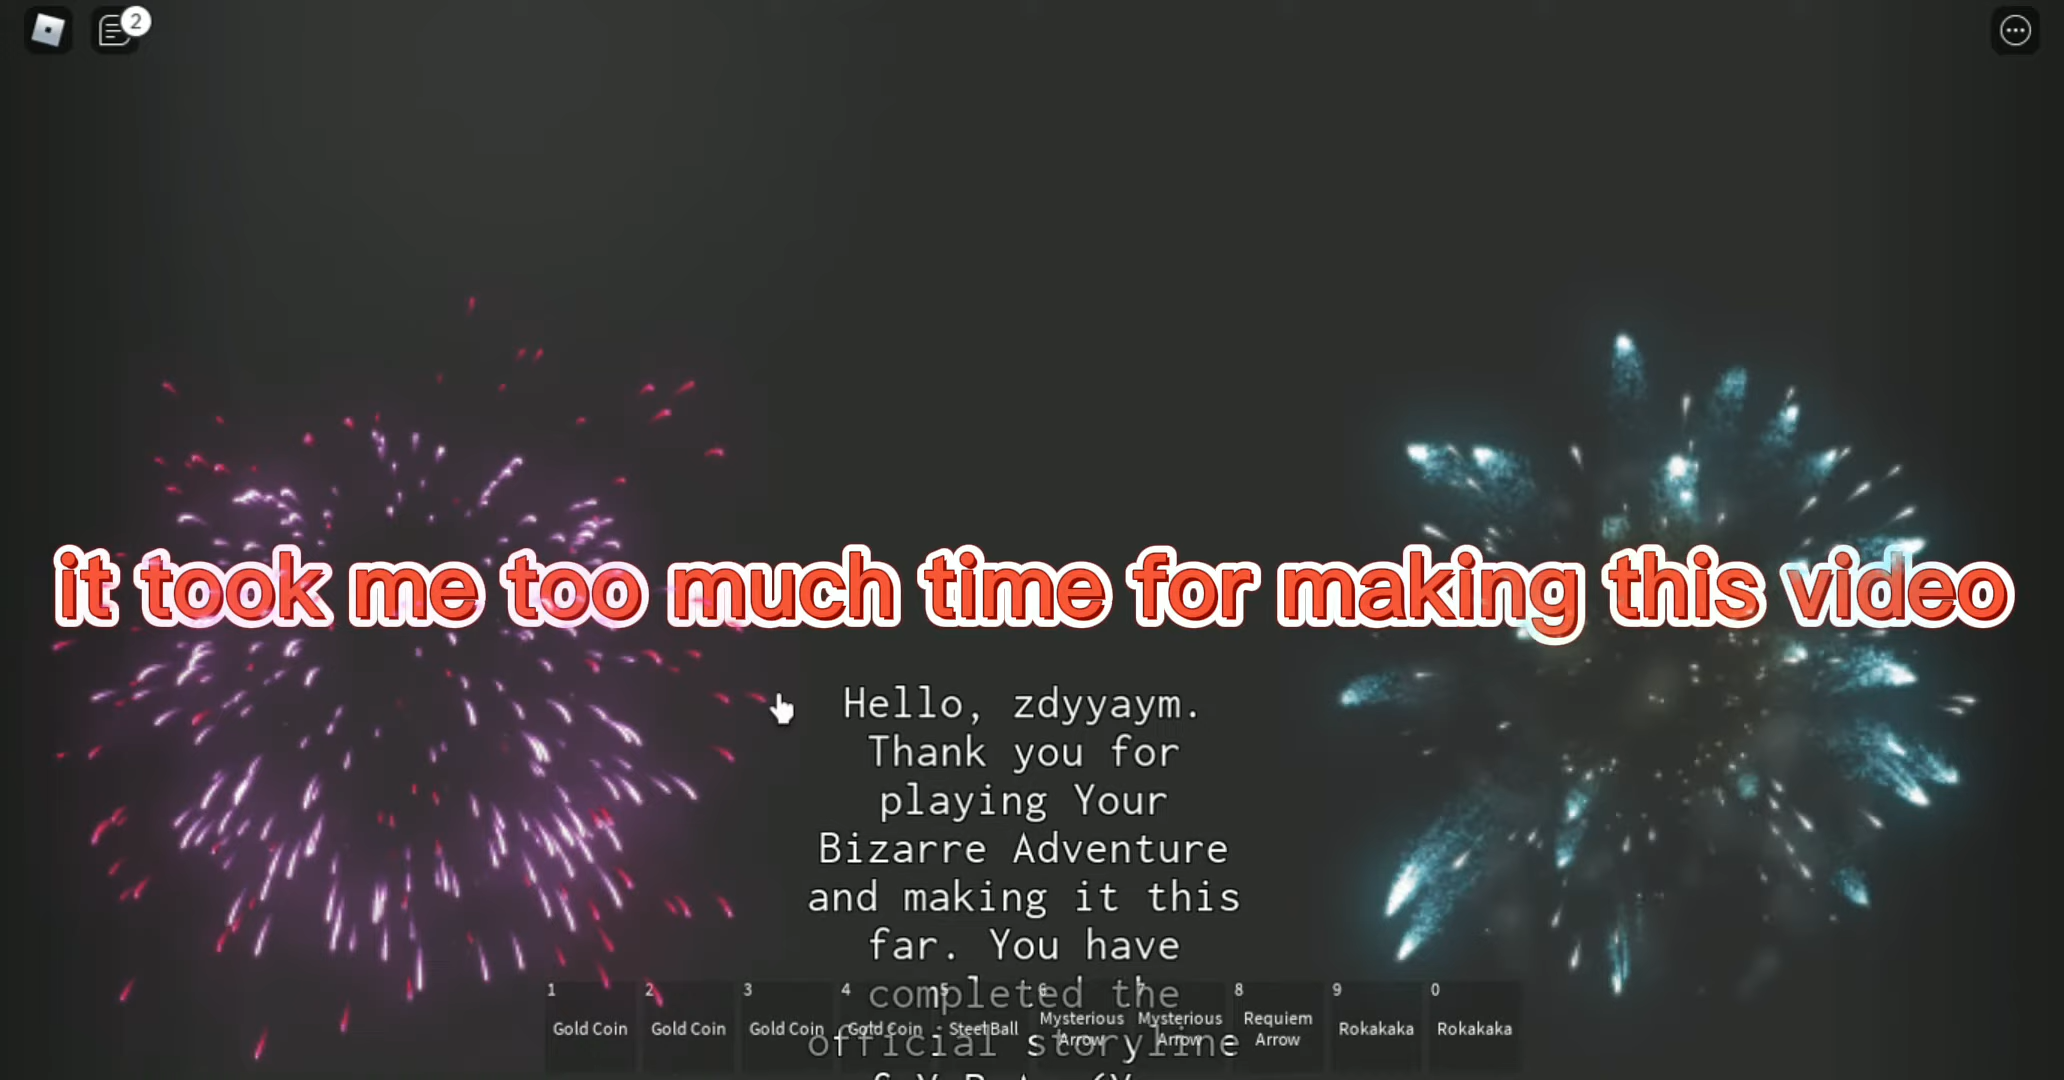 2
it took me too much time for making this video
Hello, zdyyaym.
Thank you for
playing Your
Bizarre Adventure
and making it this
far. You have
completed the
official storyline
1 2 3 4 5 6 7 8 9 0
Gold Coin Gold Coin Gold Coin Gold Coin Steel Ball Mysterious Arrow Mysterious Arrow Requiem Arrow Rokakaka Rokakaka